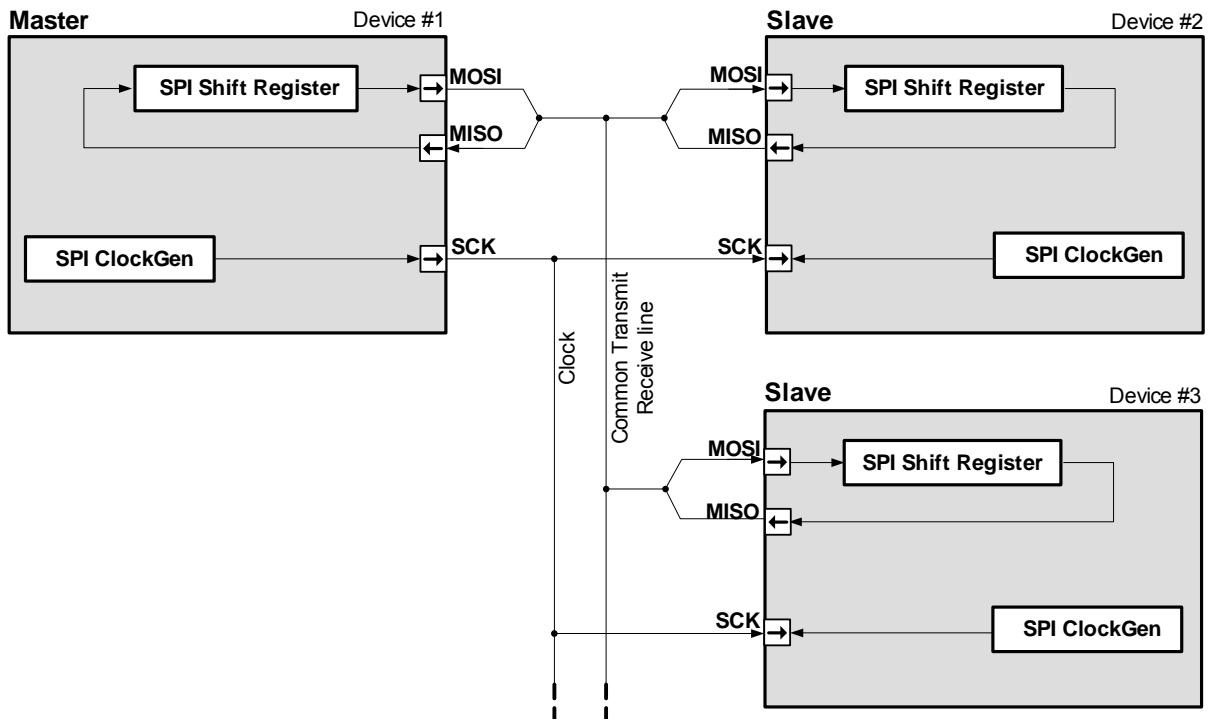 Master
Device #1
SPI Shift Register
MOSI
MISO
SPI ClockGen
SCK
Slave
Device #2
MOSI
SPI Shift Register
MISO
SCK
SPI ClockGen
Clock
Common Transmit
Receive line
Slave
Device #3
MOSI
SPI Shift Register
MISO
SCK
SPI ClockGen